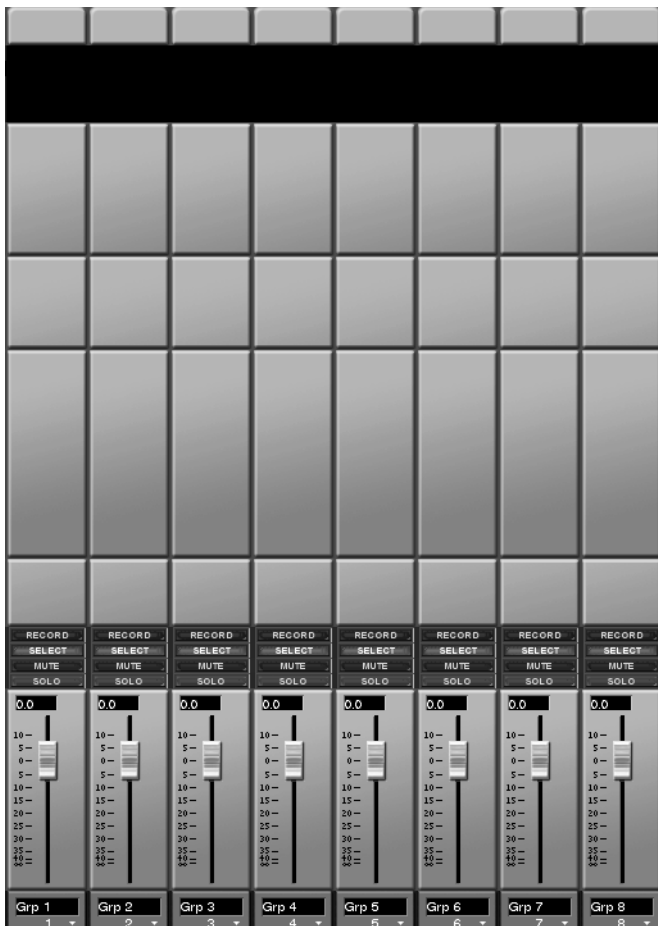 RECORD RECORD RECORD RECORD RECORD RECORD RECORD RECORD
SELECT SELECT SELECT SELECT SELECT SELECT SELECT SELECT
MUTE MUTE MUTE MUTE MUTE MUTE MUTE MUTE
SOLO SOLO SOLO SOLO SOLO SOLO SOLO SOLO
0.0 0.0 0.0 0.0 0.0 0.0 0.0 0.0
10 10 10 10 10 10 10 10
5 5 5 5 5 5 5 5
0 0 0 0 0 0 0 0
5 5 5 5 5 5 5 5
10 10 10 10 10 10 10 10
15 15 15 15 15 15 15 15
20 20 20 20 20 20 20 20
25 25 25 25 25 25 25 25
30 30 30 30 30 30 30 30
35 35 35 35 35 35 35 35
40 40 40 40 40 40 40 40
Grp 1 Grp 2 Grp 3 Grp 4 Grp 5 Grp 6 Grp 7 Grp 8
1 2 3 4 5 6 7 8